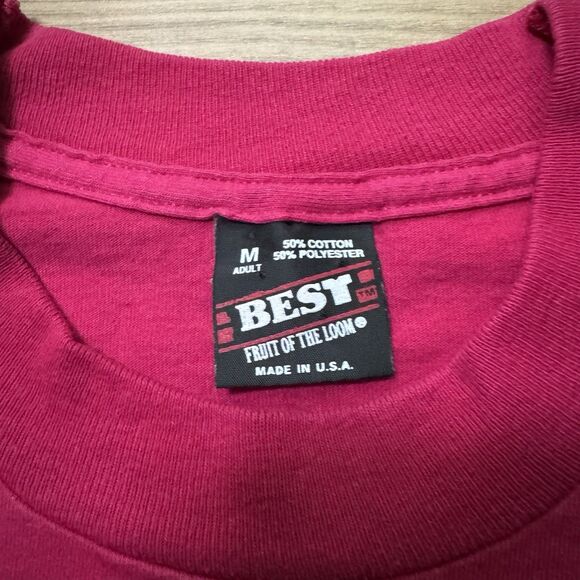 M 50% COTTON
ADULT 50% POLYESTER
BEST TM
FRUIT OF THE LOOM®
MADE IN U.S.A.